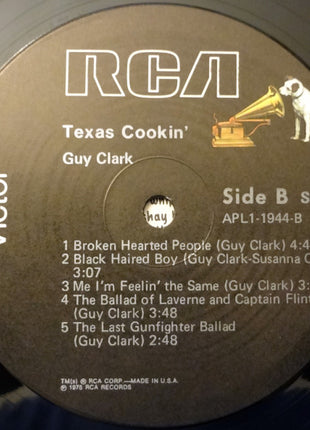 RCA
Victor
Texas Cookin'
Guy Clark
hay
Side B
APL1-1944-B
1 Broken Hearted People (Guy Clark)
2 Black Haired Boy (Guy Clark-Susanna
3:07
3 Me I'm Feelin' the Same (Guy Clark)
4 The Ballad of Laverne and Captain Flint
(Guy Clark) 3:48
5 The Last Gunfighter Ballad
(Guy Clark) 2:48
TM(s) ® RCA CORP.—MADE IN U.S.A.
℗ 1976 RCA RECORDS